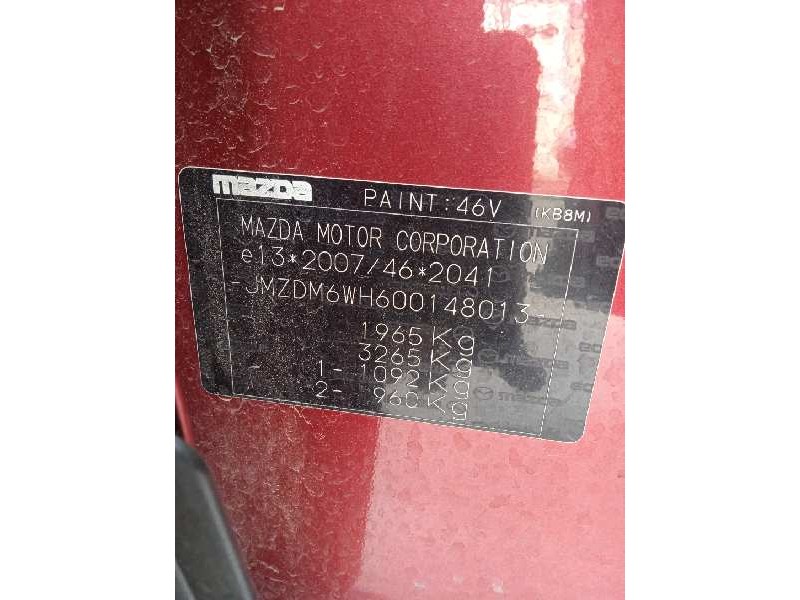 mazda PAINT:46V (KB8M)
MAZDA MOTOR CORPORATION
e13*2007/46*2041
-JMZDM6WH600148013-
1965 Kg
3265 Kg
1- 1092 Kg
2- 960 Kg